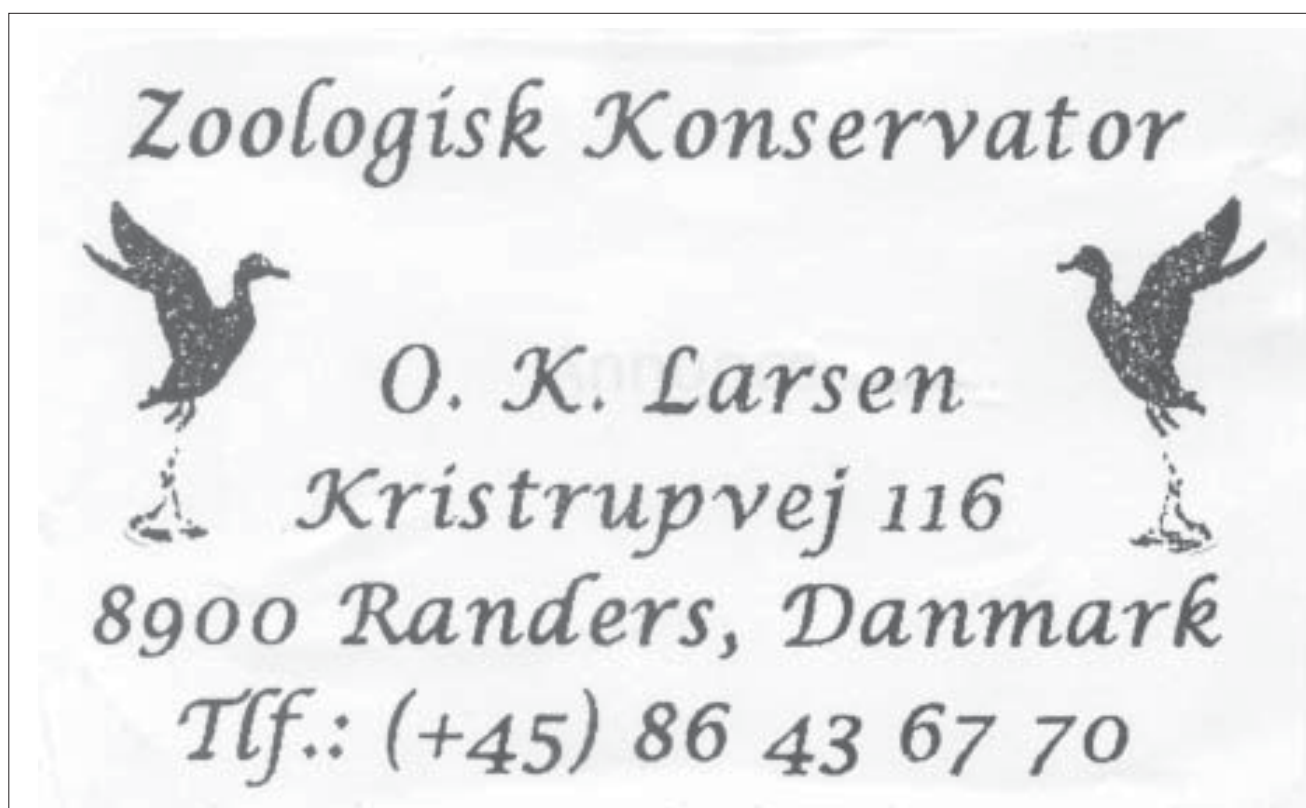 Zoologisk Konservator
O. K. Larsen
Kristrupvej 116
8900 Randers, Danmark
Tlf.: (+45) 86 43 67 70